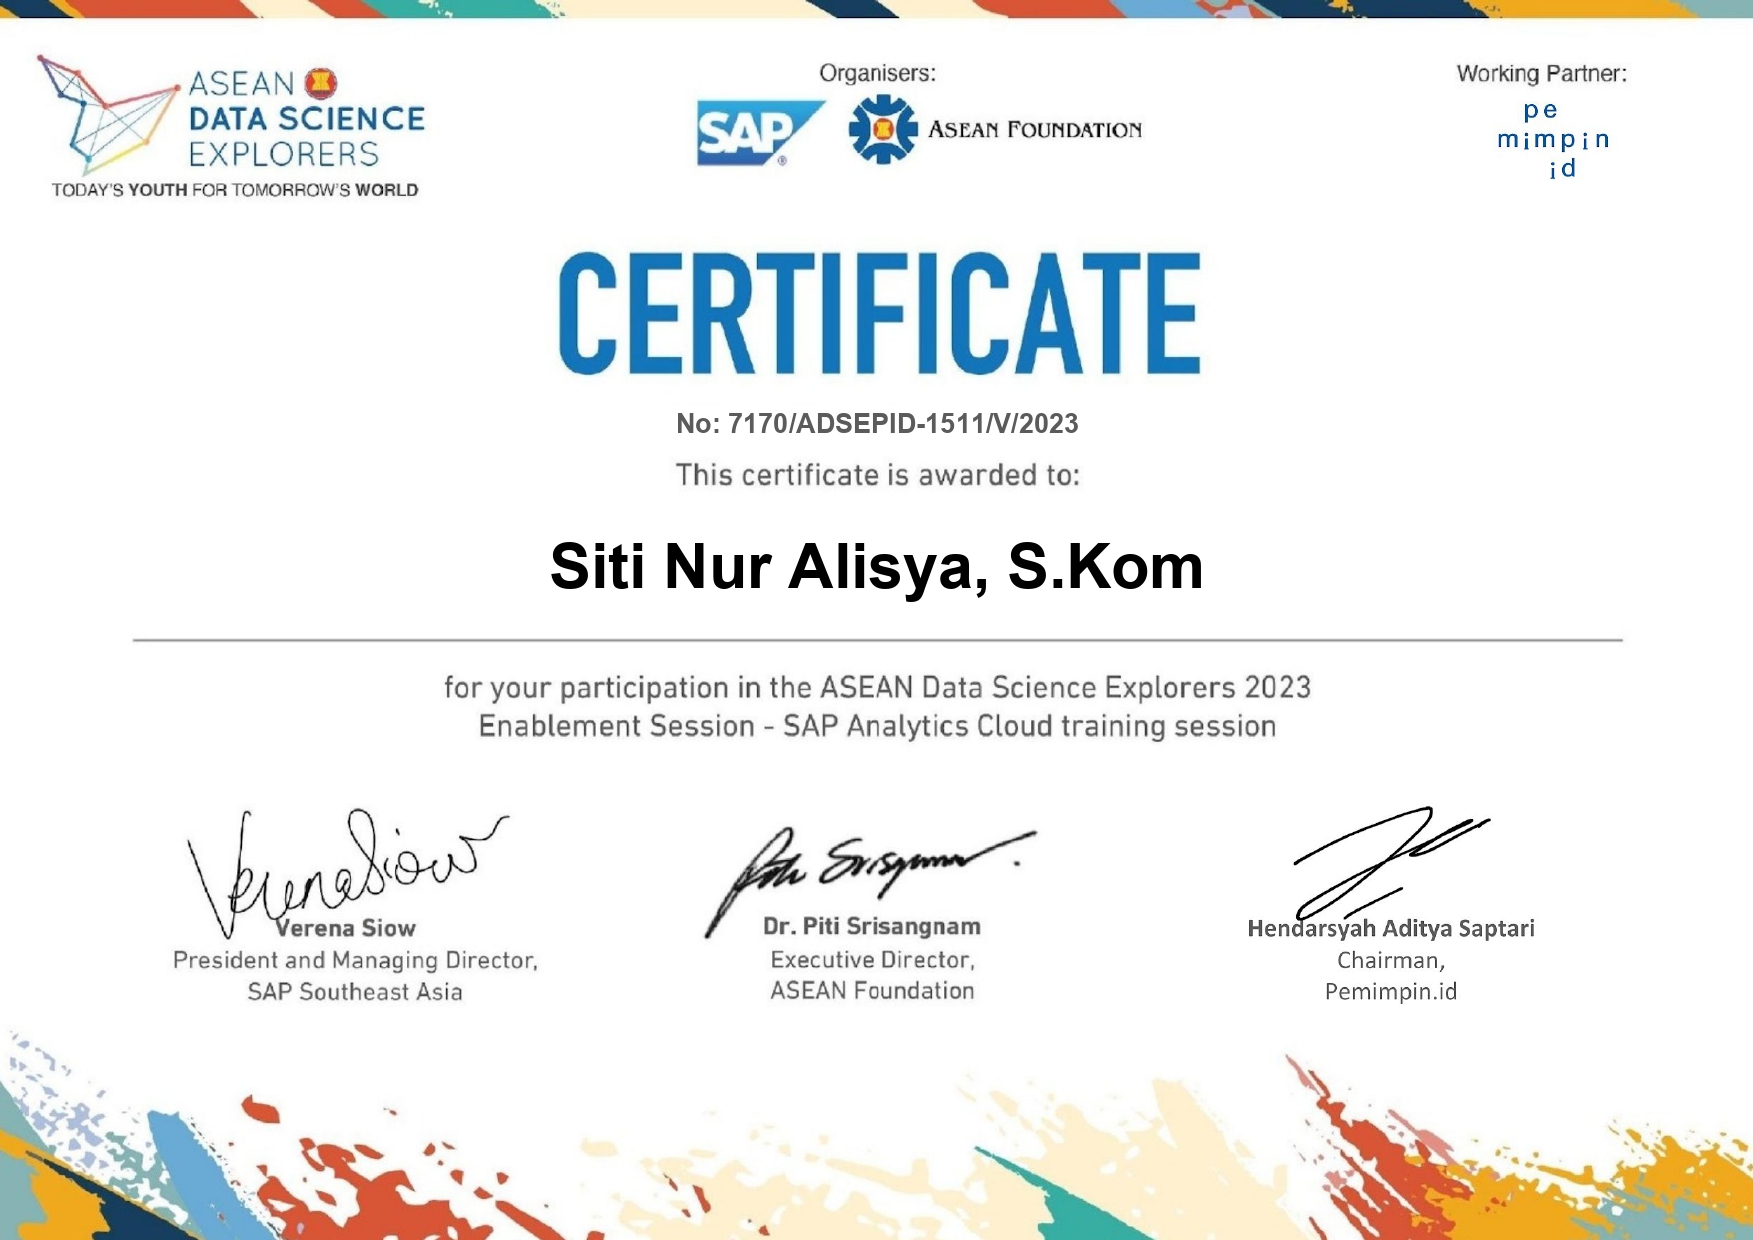 ASEAN
DATA SCIENCE
EXPLORERS
TODAY'S YOUTH FOR TOMORROW'S WORLD
Organisers:
SAP®
ASEAN FOUNDATION
Working Partner:
pe
mimpin
id
CERTIFICATE
No: 7170/ADSEPID-1511/V/2023
This certificate is awarded to:
Siti Nur Alisya, S.Kom
for your participation in the ASEAN Data Science Explorers 2023
Enablement Session - SAP Analytics Cloud training session
Verena Siow
Verena Siow
President and Managing Director,
SAP Southeast Asia
Dr. Piti Srisangnam
Executive Director,
ASEAN Foundation
Hendarsyah Aditya Saptari
Chairman,
Pemimpin.id